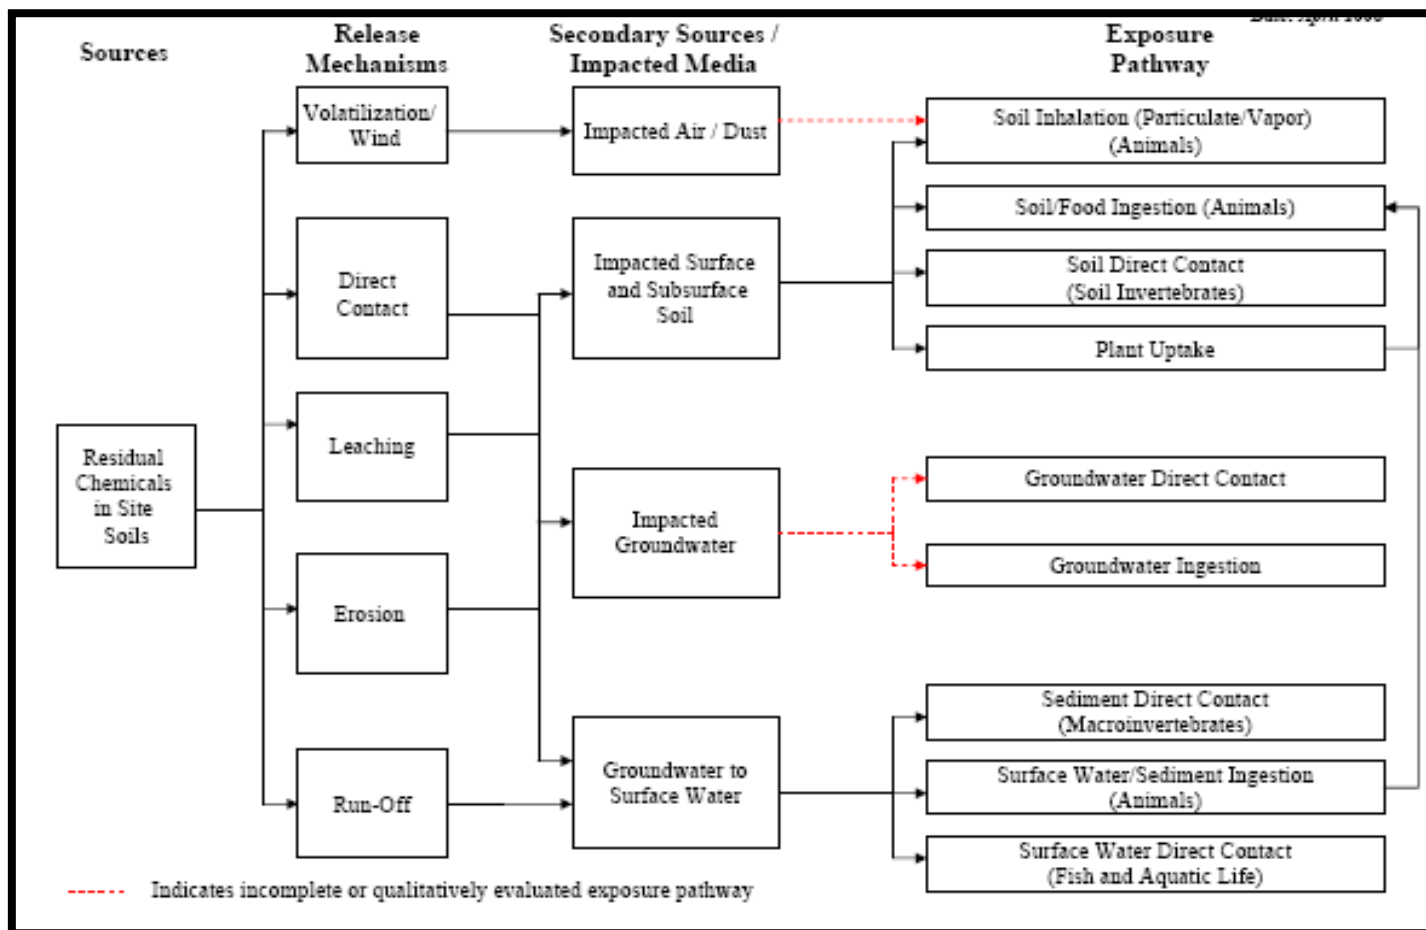 Sources
Release
Mechanisms
Secondary Sources /
Impacted Media
Exposure
Pathway
Volatilization/
Wind
Impacted Air / Dust
Soil Inhalation (Particulate/Vapor)
(Animals)
Soil/Food Ingestion (Animals)
Direct
Contact
Impacted Surface
and Subsurface
Soil
Soil Direct Contact
(Soil Invertebrates)
Plant Uptake
Leaching
Residual
Chemicals
in Site
Soils
Impacted
Groundwater
Groundwater Direct Contact
Groundwater Ingestion
Erosion
Sediment Direct Contact
(Macroinvertebrates)
Run-Off
Groundwater to
Surface Water
Surface Water/Sediment Ingestion
(Animals)
Surface Water Direct Contact
(Fish and Aquatic Life)
Indicates incomplete or qualitatively evaluated exposure pathway